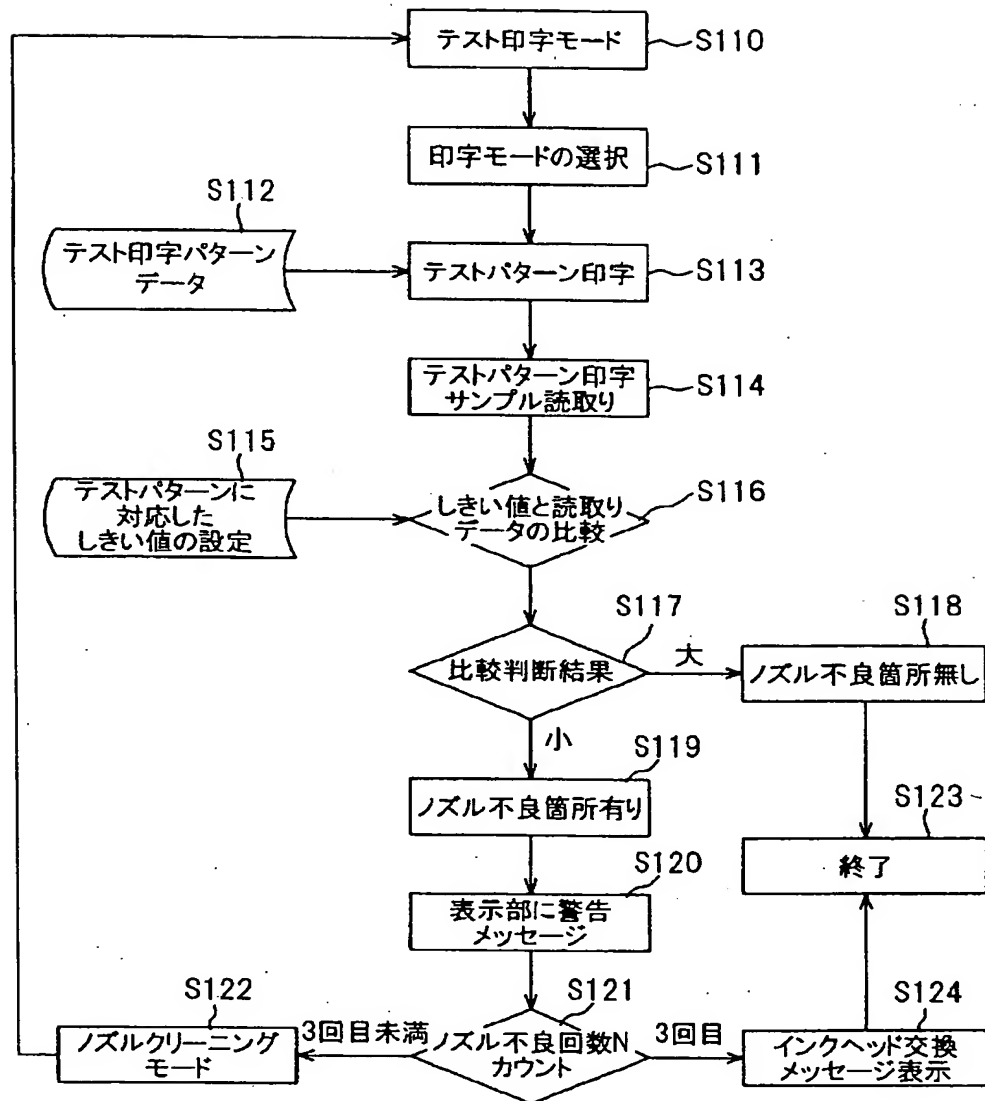 テスト印字モード
S110
印字モードの選択
S111
S112
テスト印字パターン
データ
テストパターン印字
S113
テストパターン印字
サンプル読取り
S114
S115
テストパターンに
対応した
しきい値の設定
しきい値と読取り
データの比較
S116
S117
比較判断結果
大
S118
ノズル不良箇所無し
小
S119
ノズル不良箇所有り
S123
終了
S120
表示部に警告
メッセージ
S122
ノズルクリーニング
モード
3回目未満
S121
ノズル不良回数N
カウント
3回目
S124
インクヘッド交換
メッセージ表示